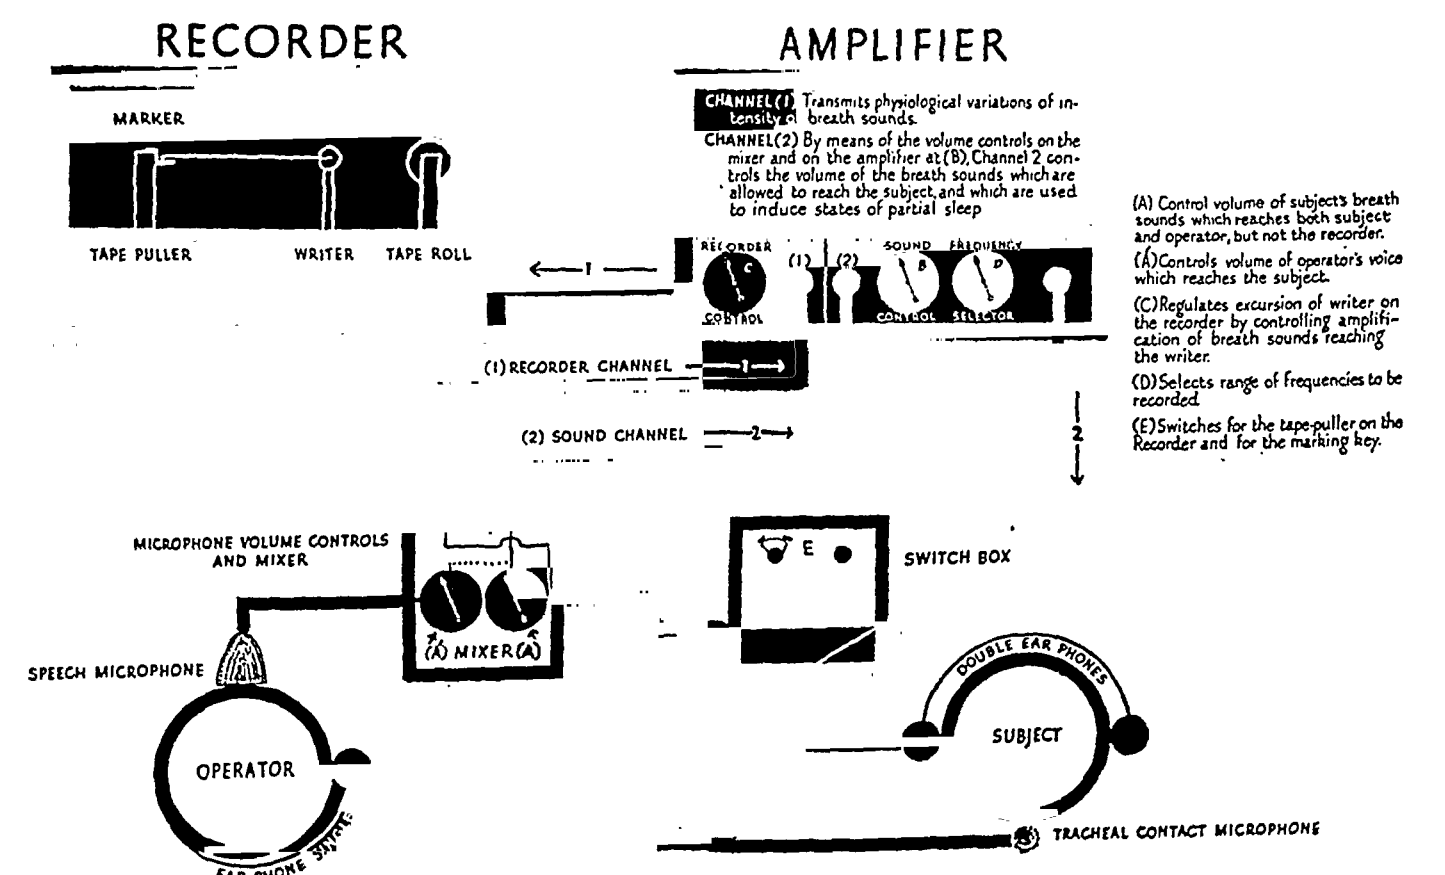 RECORDER
AMPLIFIER
CHANNEL(1) Transmits physiological variations of in-
tensity of breath sounds.
CHANNEL(2) By means of the volume controls on the
mixer and on the amplifier at (B), Channel 2 con-
trols the volume of the breath sounds which are
allowed to reach the subject, and which are used
to induce states of partial sleep
MARKER
TAPE PULLER
WRITER
TAPE ROLL
(A) Control volume of subject's breath
sounds which reaches both subject
and operator, but not the recorder.
(Á) Controls volume of operator's voice
which reaches the subject.
(C) Regulates excursion of writer on
the recorder by controlling amplifi-
cation of breath sounds reaching
the writer.
(D) Selects range of frequencies to be
recorded
(E) Switches for the tape-puller on the
Recorder and for the marking key.
RECORDER
C
CONTROL
(1)
(2)
SOUND
B
CONTROL
FREQUENCY
D
SELECTOR
1
(1) RECORDER CHANNEL
1
(2) SOUND CHANNEL
2
2
MICROPHONE VOLUME CONTROLS
AND MIXER
(Á) MIXER (A)
E
SWITCH BOX
SPEECH MICROPHONE
OPERATOR
EAR PHONE SINGLE
DOUBLE EAR PHONES
SUBJECT
TRACHEAL CONTACT MICROPHONE